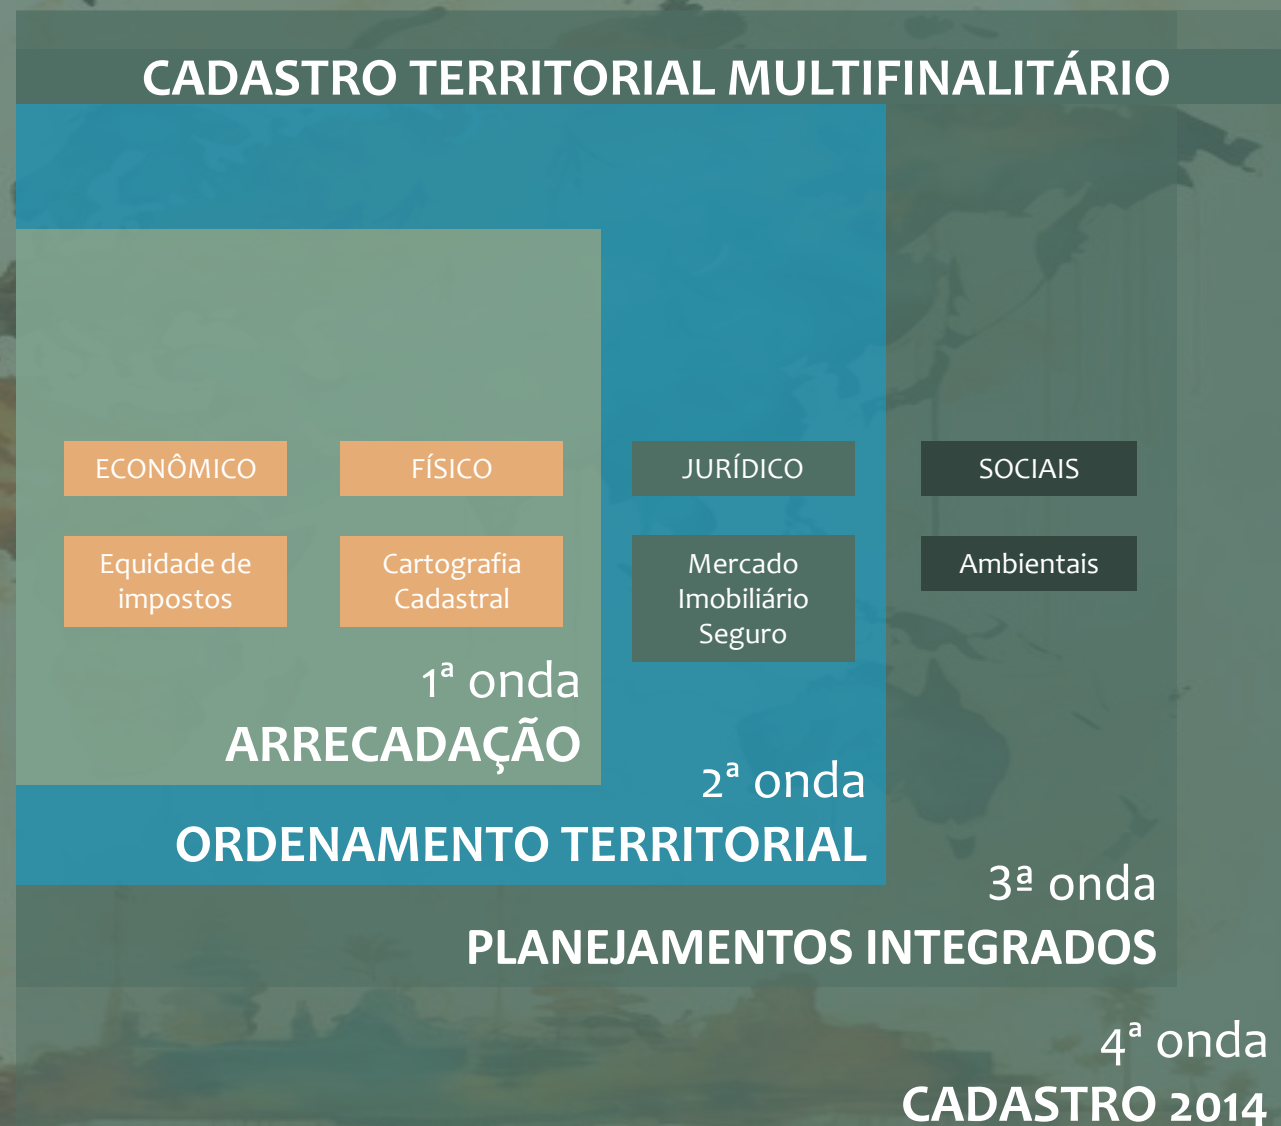 CADASTRO TERRITORIAL MULTIFINALITÁRIO
ECONÔMICO
FÍSICO
JURÍDICO
SOCIAIS
Equidade de
impostos
Cartografia
Cadastral
Mercado
Imobiliário
Seguro
Ambientais
1ª onda
ARRECADAÇÃO
2ª onda
ORDENAMENTO TERRITORIAL
3ª onda
PLANEJAMENTOS INTEGRADOS
4ª onda
CADASTRO 2014